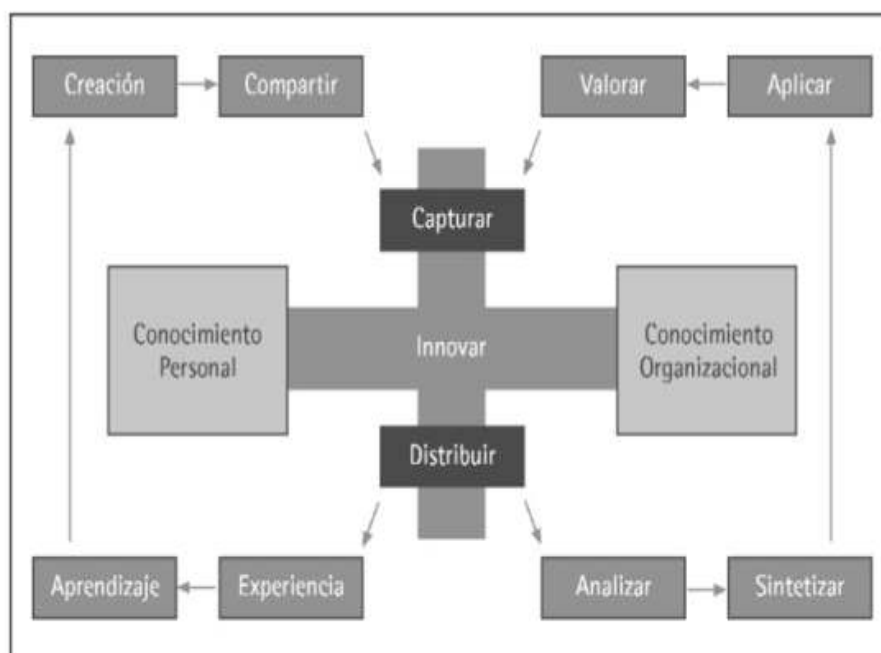 Creación
Compartir
Valorar
Aplicar
Capturar
Conocimiento
Personal
Innovar
Conocimiento
Organizacional
Distribuir
Aprendizaje
Experiencia
Analizar
Sintetizar